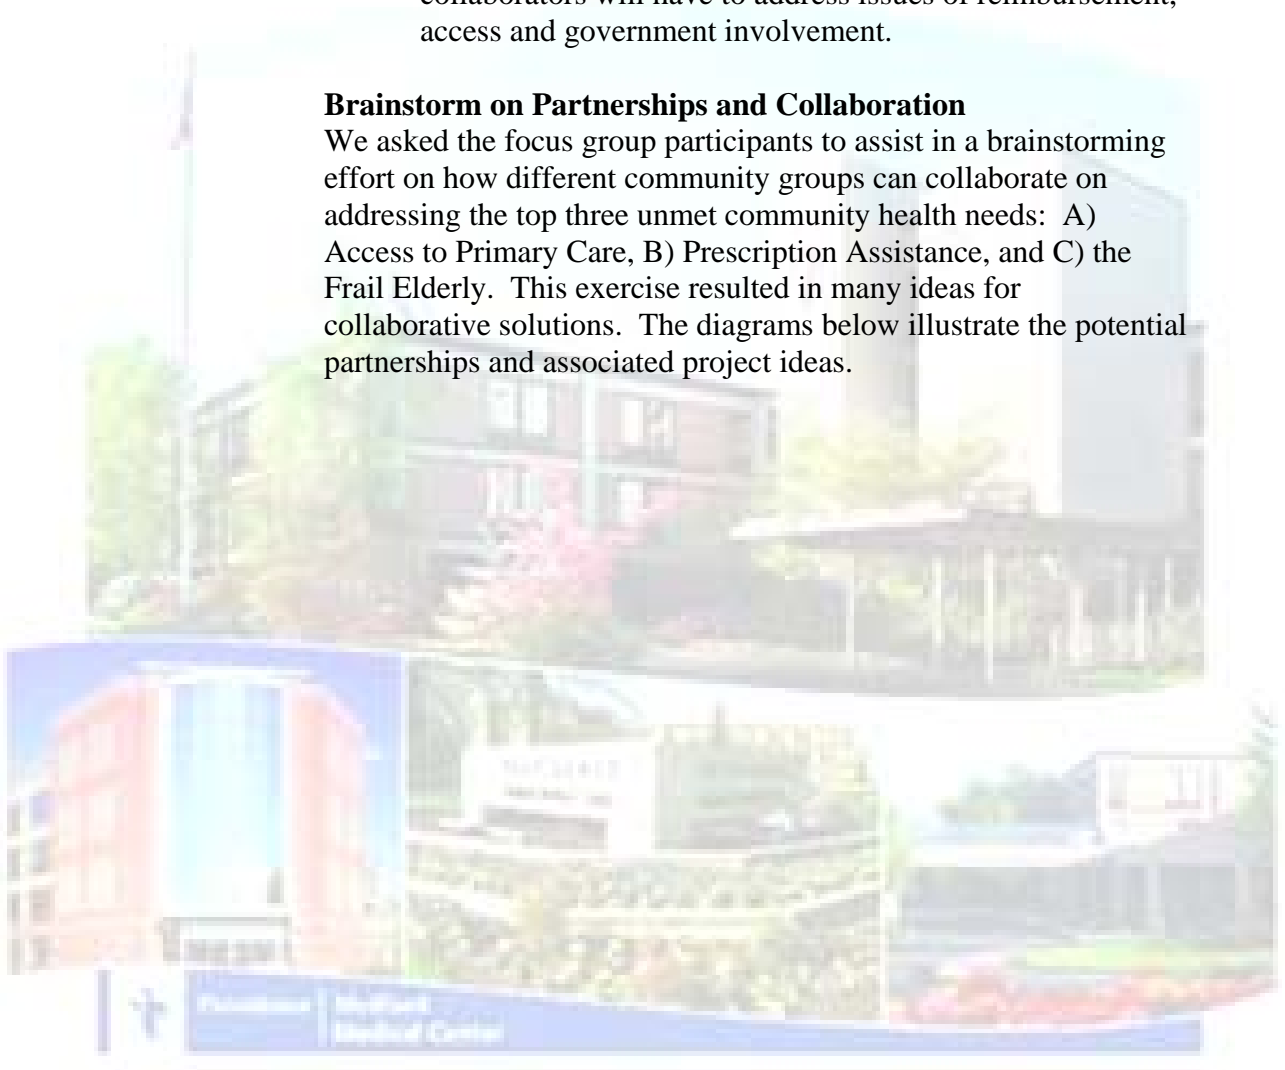 collaborators will have to address issues of reimbursement,
access and government involvement.
Brainstorm on Partnerships and Collaboration
We asked the focus group participants to assist in a brainstorming
effort on how different community groups can collaborate on
addressing the top three unmet community health needs:  A)
Access to Primary Care, B) Prescription Assistance, and C) the
Frail Elderly.  This exercise resulted in many ideas for
collaborative solutions.  The diagrams below illustrate the potential
partnerships and associated project ideas.
Providence | Medford
Medical Center